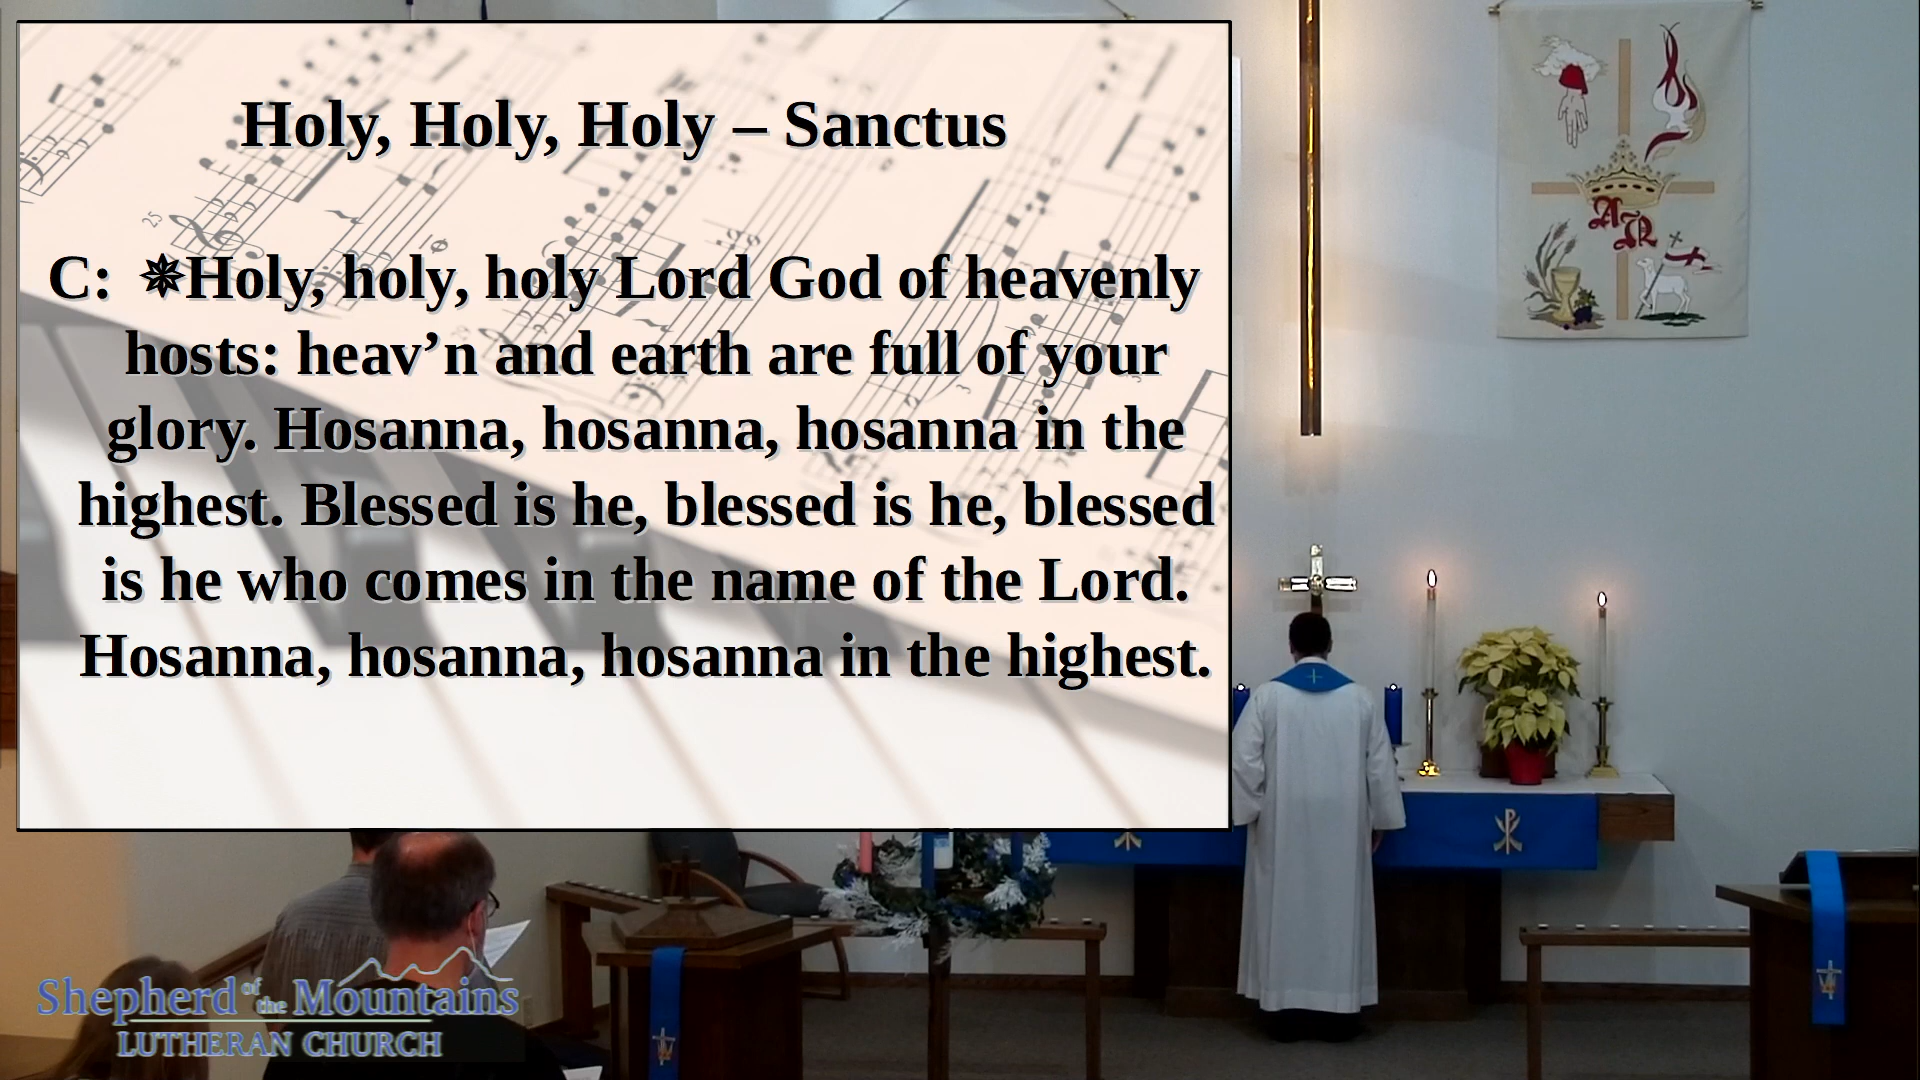 Holy, Holy, Holy – Sanctus
C: ✵Holy, holy, holy Lord God of heavenly
hosts: heav’n and earth are full of your
glory. Hosanna, hosanna, hosanna in the
highest. Blessed is he, blessed is he, blessed
is he who comes in the name of the Lord.
Hosanna, hosanna, hosanna in the highest.
Shepherd of the Mountains
LUTHERAN CHURCH